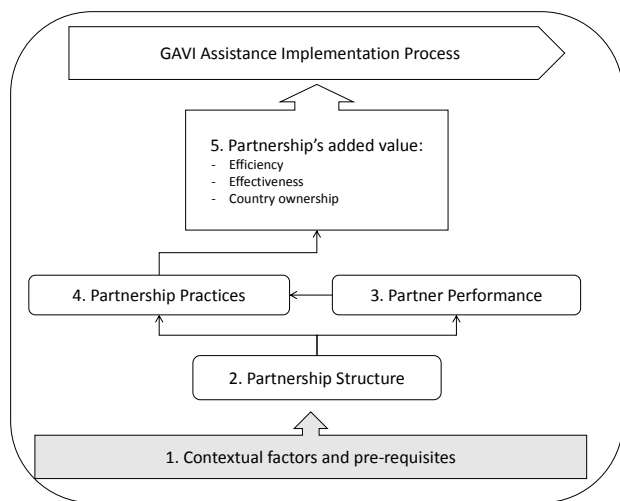 GAVI Assistance Implementation Process
5. Partnership's added value:
- Efficiency
- Effectiveness
- Country ownership
4. Partnership Practices
3. Partner Performance
2. Partnership Structure
1. Contextual factors and pre-requisites